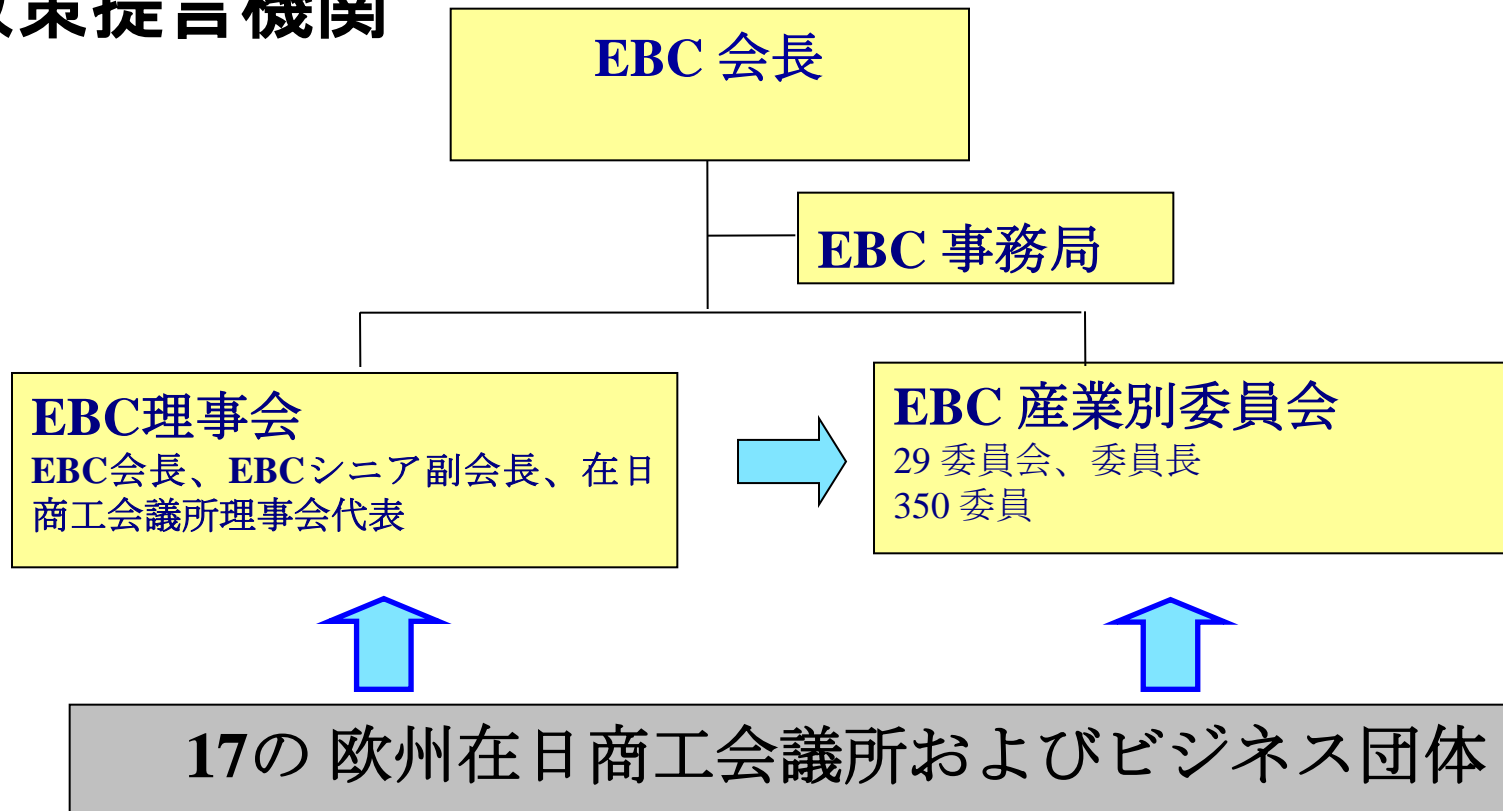 政策提言機関
EBC 会長
EBC 事務局
EBC理事会
EBC会長、EBCシニア副会長、在日
商工会議所理事会代表
EBC 産業別委員会
29 委員会、委員長
350 委員
17の 欧州在日商工会議所およびビジネス団体